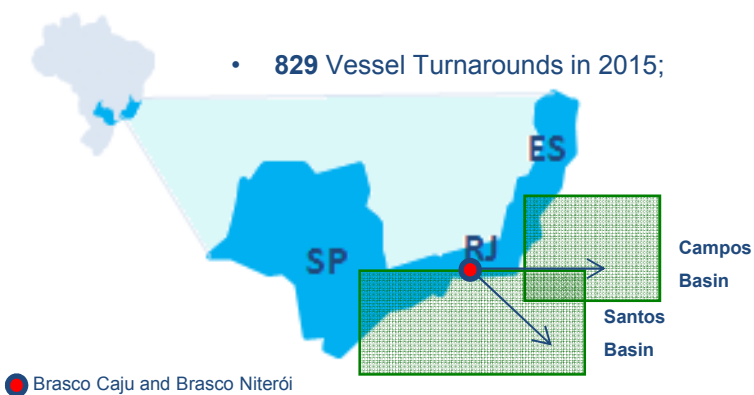 • 829 Vessel Turnarounds in 2015;
ES
RJ
SP
Campos
Basin
Santos
Basin
Brasco Caju and Brasco Niterói